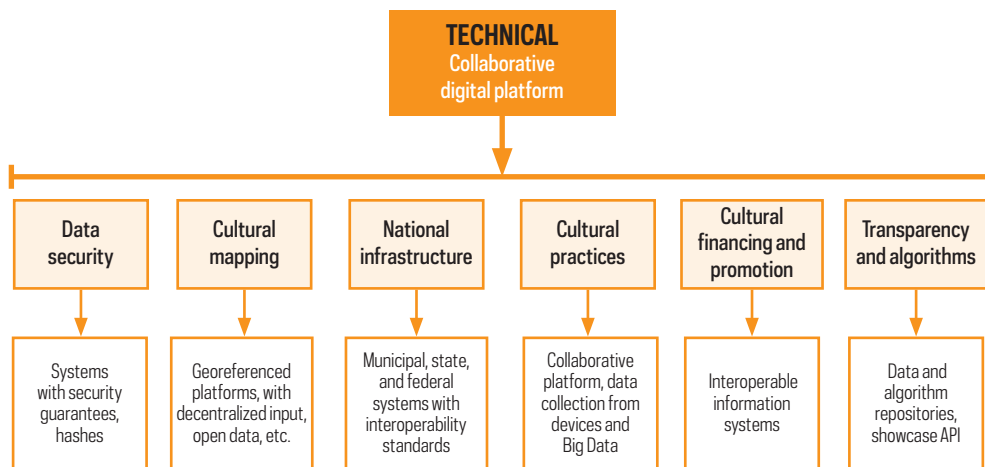 TECHNICAL
Collaborative
digital platform
Data
security
Cultural
mapping
National
infrastructure
Cultural
practices
Cultural
financing and
promotion
Transparency
and algorithms
Systems
with security
guarantees,
hashes
Georeferenced
platforms, with
decentralized input,
open data, etc.
Municipal, state,
and federal
systems with
interoperability
standards
Collaborative
platform, data
collection from
devices and
Big Data
Interoperable
information
systems
Data and
algorithm
repositories,
showcase API